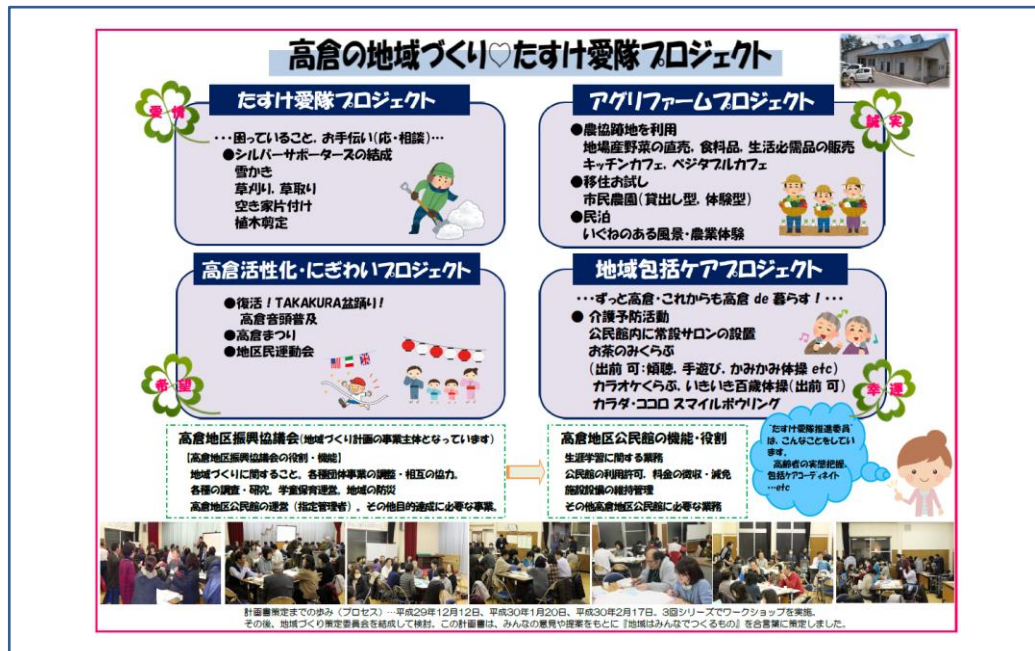 高倉の地域づくり♡たすけ愛隊プロジェクト
愛情
たすけ愛隊プロジェクト
・・・困っていること、お手伝い(応・相談)・・・
●シルバーサポーターズの結成
雪かき
草刈り、草取り
空き家片付け
植木剪定
アグリファームプロジェクト
誠実
●農協跡地を利用
地場産野菜の直売、食料品、生活必需品の販売
キッチンカフェ、ベジタブルカフェ
●移住お試し
市民農園(貸出し型、体験型)
●民泊
いぐねのある風景・農業体験
高倉活性化・にぎわいプロジェクト
●復活！TAKAKURA盆踊り！
高倉音頭普及
●高倉まつり
●地区民運動会
希望
地域包括ケアプロジェクト
・・・ずっと高倉・これからも高倉 de 暮らす！・・・
● 介護予防活動
公民館内に常設サロンの設置
お茶のみくらぶ
(出前 可:傾聴、手遊び、かみかみ体操 etc)
カラオケくらぶ、いきいき百歳体操(出前 可)
カラダ・ココロ スマイルボウリング
幸運
高倉地区振興協議会(地域づくり計画の事業主体となっています)
【高倉地区振興協議会の役割・機能】
地域づくりに関すること。各種団体事業の調整・相互の協力。
各種の調査・研究。学童保育運営。地域の防災
高倉地区公民館の運営（指定管理者）。その他目的達成に必要な事業。
高倉地区公民館の機能・役割
生涯学習に関する業務
公民館の利用許可、料金の徴収・減免
施設設備の維持管理
その他高倉地区公民館に必要な業務
"たすけ愛隊推進委員"
は、こんなことをしてい
ます。
高齢者の実態把握、
包括ケアコーディネイト
…etc
計画書策定までの歩み（プロセス）…平成29年12月12日、平成30年1月20日、平成30年2月17日、3回シリーズでワークショップを実施。
その後、地域づくり策定委員会を結成して検討。この計画書は、みんなの意見や提案をもとに『地域はみんなでつくるもの』を合言葉に策定しました。